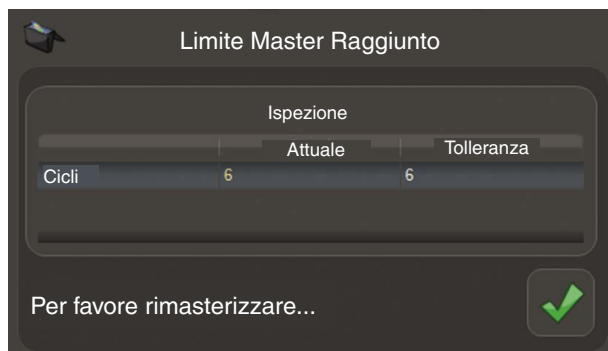 Limite Master Raggiunto
Ispezione
Attuale Tolleranza
Cicli 6 6
Per favore rimasterizzare...